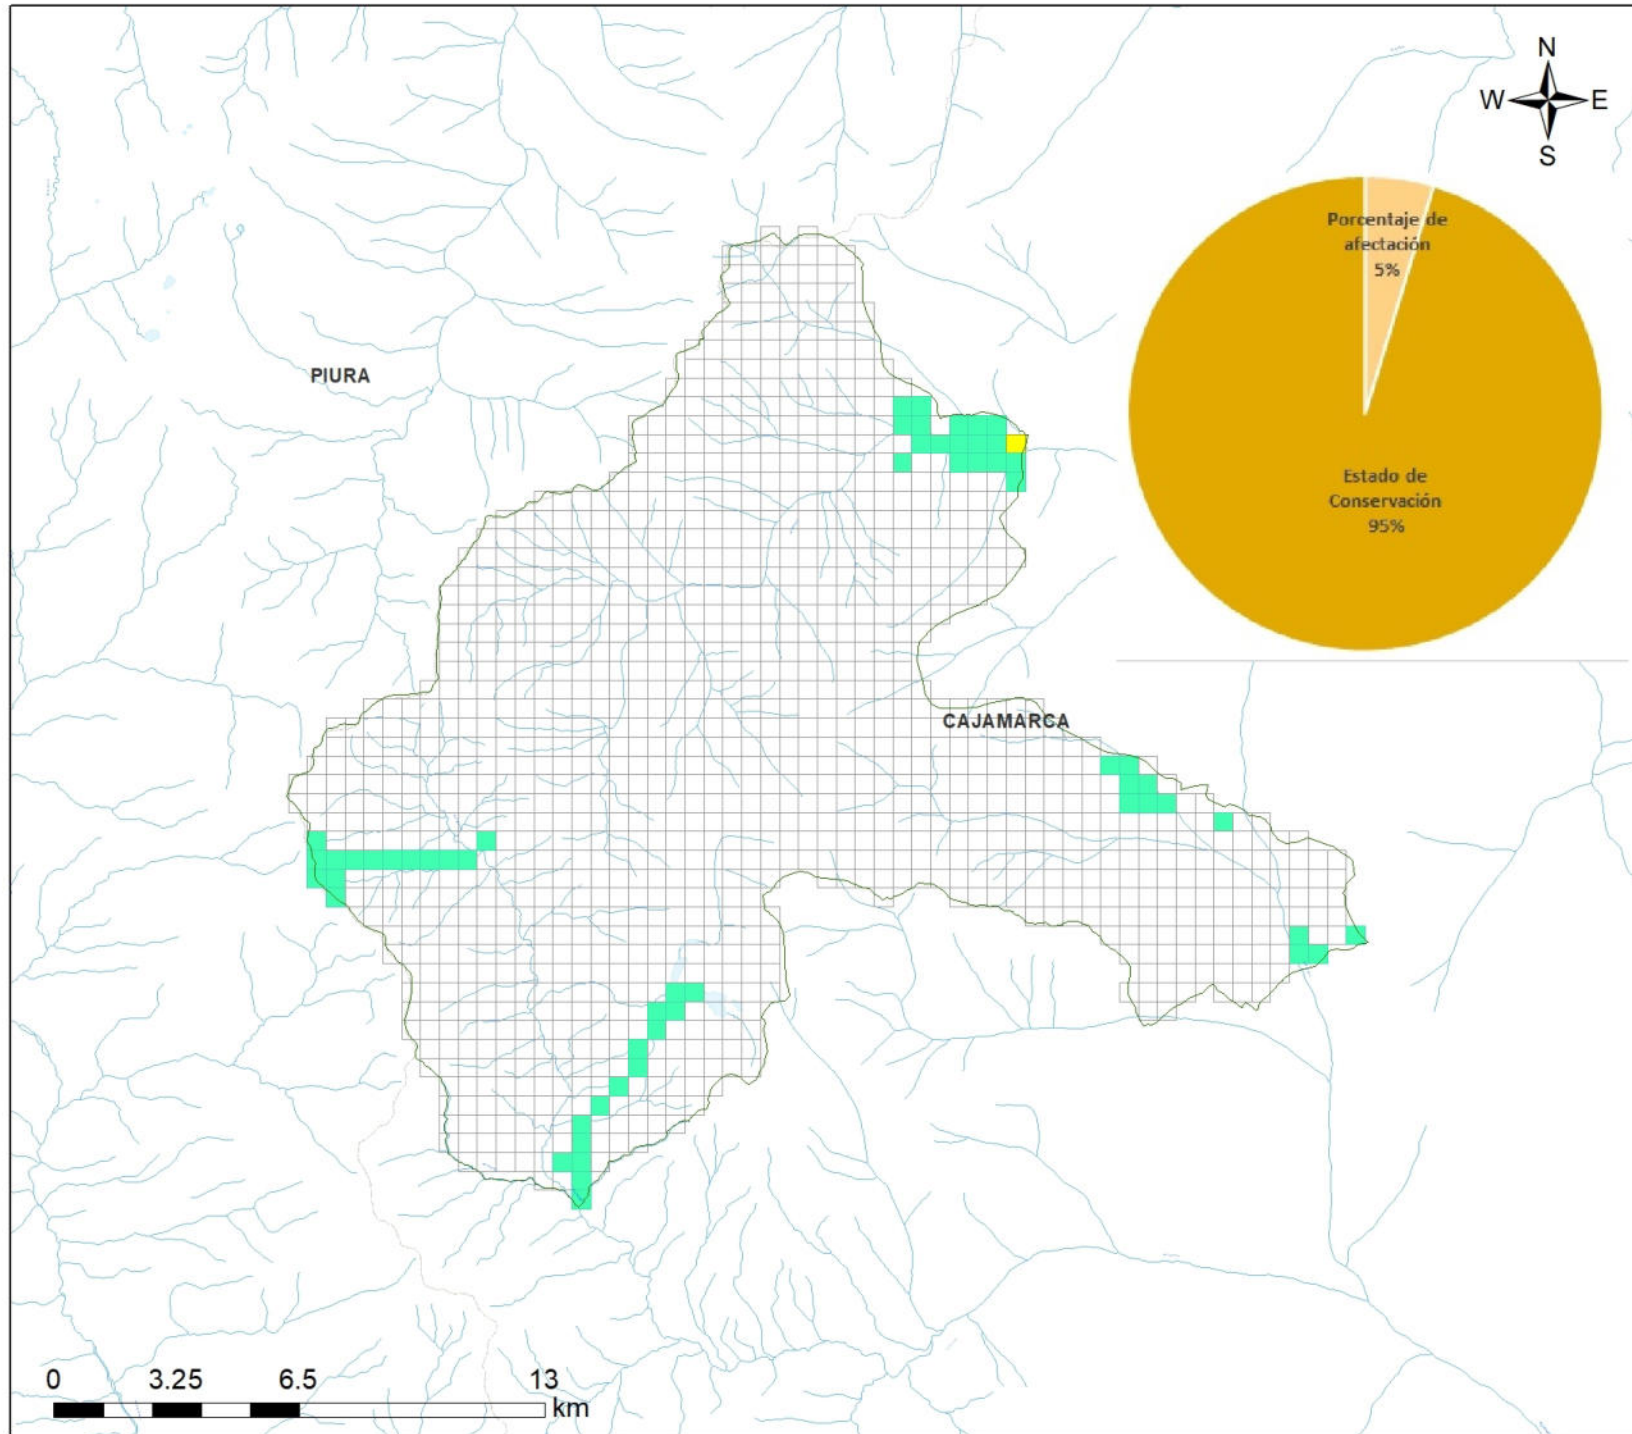 N
W E
S
Porcentaje de
afectación
5%
PIURA
Estado de
Conservación
95%
CAJAMARCA
0 3.25 6.5 13
km